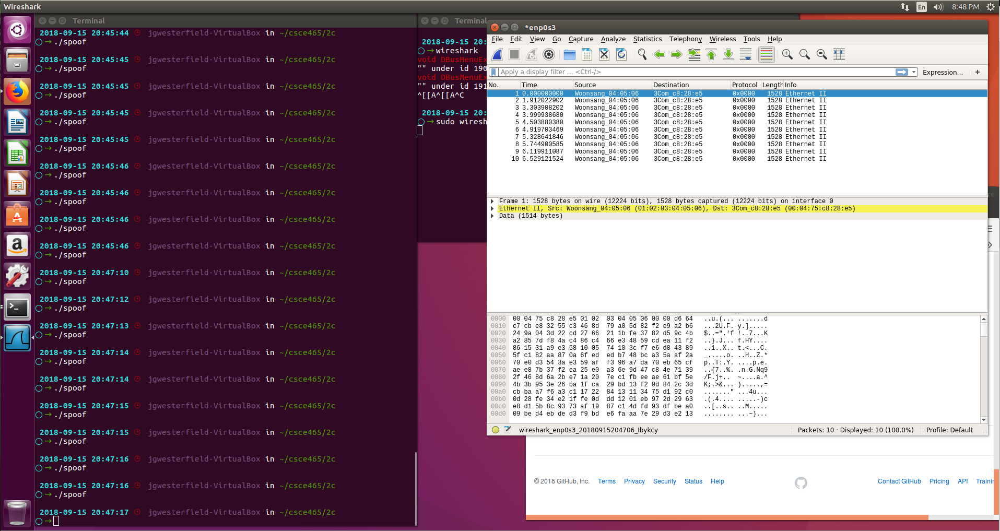 Wireshark
En
8:48 PM
Terminal
2018-09-15 20:45:44 jgwesterfield-VirtualBox in ~/csce465/2c
→ ./spoof
2018-09-15 20:45:45 jgwesterfield-VirtualBox in ~/csce465/2c
→ ./spoof
2018-09-15 20:45:45 jgwesterfield-VirtualBox in ~/csce465/2c
→ ./spoof
2018-09-15 20:45:45 jgwesterfield-VirtualBox in ~/csce465/2c
→ ./spoof
2018-09-15 20:45:45 jgwesterfield-VirtualBox in ~/csce465/2c
→ ./spoof
2018-09-15 20:45:46 jgwesterfield-VirtualBox in ~/csce465/2c
→ ./spoof
2018-09-15 20:45:46 jgwesterfield-VirtualBox in ~/csce465/2c
→ ./spoof
2018-09-15 20:45:46 jgwesterfield-VirtualBox in ~/csce465/2c
→ ./spoof
2018-09-15 20:45:46 jgwesterfield-VirtualBox in ~/csce465/2c
→ ./spoof
2018-09-15 20:47:10 jgwesterfield-VirtualBox in ~/csce465/2c
→ ./spoof
2018-09-15 20:47:12 jgwesterfield-VirtualBox in ~/csce465/2c
→ ./spoof
2018-09-15 20:47:13 jgwesterfield-VirtualBox in ~/csce465/2c
→ ./spoof
2018-09-15 20:47:14 jgwesterfield-VirtualBox in ~/csce465/2c
→ ./spoof
2018-09-15 20:47:14 jgwesterfield-VirtualBox in ~/csce465/2c
→ ./spoof
2018-09-15 20:47:15 jgwesterfield-VirtualBox in ~/csce465/2c
→ ./spoof
2018-09-15 20:47:15 jgwesterfield-VirtualBox in ~/csce465/2c
→ ./spoof
2018-09-15 20:47:16 jgwesterfield-VirtualBox in ~/csce465/2c
→ ./spoof
2018-09-15 20:47:16 jgwesterfield-VirtualBox in ~/csce465/2c
→ ./spoof
2018-09-15 20:47:17 jgwesterfield-VirtualBox in ~/csce465/2c
→
Terminal
2018-09-15 20:
→ wireshark
void DBusMenuEx
"" under id 190
void DBusMenuEx
"" under id 191
^[[A^[[A^C
2018-09-15 20:
→ sudo wiresh
*enp0s3
File Edit View Go Capture Analyze Statistics Telephony Wireless Tools Help
Apply a display filter ... <Ctrl-/> Expression... +
No. Time Source Destination Protocol Length Info
1 0.000000000 Woonsang_04:05:06 3Com_c8:28:e5 0x0000 1528 Ethernet II
2 1.912022902 Woonsang_04:05:06 3Com_c8:28:e5 0x0000 1528 Ethernet II
3 3.303908202 Woonsang_04:05:06 3Com_c8:28:e5 0x0000 1528 Ethernet II
4 3.999938680 Woonsang_04:05:06 3Com_c8:28:e5 0x0000 1528 Ethernet II
5 4.503880380 Woonsang_04:05:06 3Com_c8:28:e5 0x0000 1528 Ethernet II
6 4.919703469 Woonsang_04:05:06 3Com_c8:28:e5 0x0000 1528 Ethernet II
7 5.328641846 Woonsang_04:05:06 3Com_c8:28:e5 0x0000 1528 Ethernet II
8 5.744900585 Woonsang_04:05:06 3Com_c8:28:e5 0x0000 1528 Ethernet II
9 6.119911087 Woonsang_04:05:06 3Com_c8:28:e5 0x0000 1528 Ethernet II
10 6.529121524 Woonsang_04:05:06 3Com_c8:28:e5 0x0000 1528 Ethernet II
Frame 1: 1528 bytes on wire (12224 bits), 1528 bytes captured (12224 bits) on interface 0
Ethernet II, Src: Woonsang_04:05:06 (01:02:03:04:05:06), Dst: 3Com_c8:28:e5 (00:04:75:c8:28:e5)
Data (1514 bytes)
0000 00 04 75 c8 28 e5 01 02 03 04 05 06 00 00 d6 64 ..u.(... .......d
0010 c7 cb e8 32 55 c3 46 8d 79 a0 5d 82 f2 e9 a2 b6 ...2U.F. y.].....
0020 24 9a 04 3d 22 cd 27 66 21 1b fe 37 82 d5 9c 4b $..=".'f !..7...K
0030 a2 85 7d f8 4a c4 86 c4 66 e3 48 59 cd ea 11 f2 ..}.J... f.HY....
0040 86 15 31 a9 e3 58 10 05 74 10 3c f7 e6 d8 43 89 ..1..X.. t.<...C.
0050 5f c1 82 aa 87 0a 6f ed ed b7 48 bc a3 5a af 2a _.....o. ..H..Z.*
0060 70 e0 d3 54 3a e3 59 af f3 96 a7 da 70 eb 65 cf p..T:.Y. ....p.e.
0070 ae e8 7b 37 f2 ea 25 e0 a3 6e 9d 47 c8 4e 71 39 ..{7..%. .n.G.Nq9
0080 2f 46 8d 6a 2b e7 1a 20 7e c1 fb ee ae 61 bf 5e /F.j+.. ~....a.^
0090 4b 3b 95 3e 26 ba 1f ca 29 bd 13 f2 0d 84 2c 3d K;.>&... ).....,=
00a0 cb ba a7 f6 a3 c1 17 22 84 13 11 34 75 d1 92 c0 ......." ...4u...
00b0 0d 28 fe 34 e2 1f fe 0d dd 12 01 eb 97 2d 29 63 .(.4.... .....-)c
00c0 e8 d1 5b 8c 93 73 af 19 87 c1 4d fd 93 df be a0 ..[..s.. ..M.....
00d0 09 be d4 eb de d3 f9 bd e6 fa aa 7e 29 d3 e2 13 ........ ...~)...
wireshark_enp0s3_20180915204706_Ibykcy Packets: 10 · Displayed: 10 (100.0%) Profile: Default
© 2018 GitHub, Inc. Terms Privacy Security Status Help Contact GitHub Pricing API Trainin